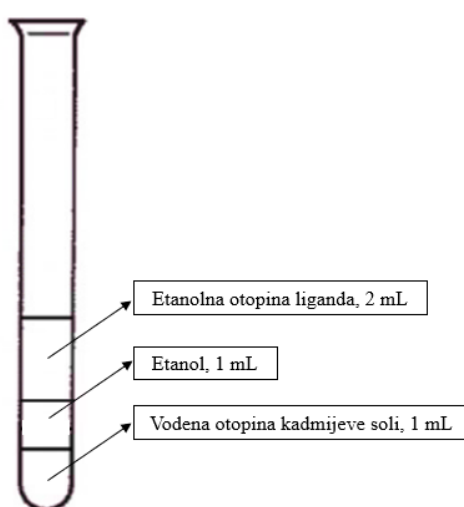 Etanolna otopina liganda, 2 mL
Etanol, 1 mL
Vodena otopina kadmijeve soli, 1 mL